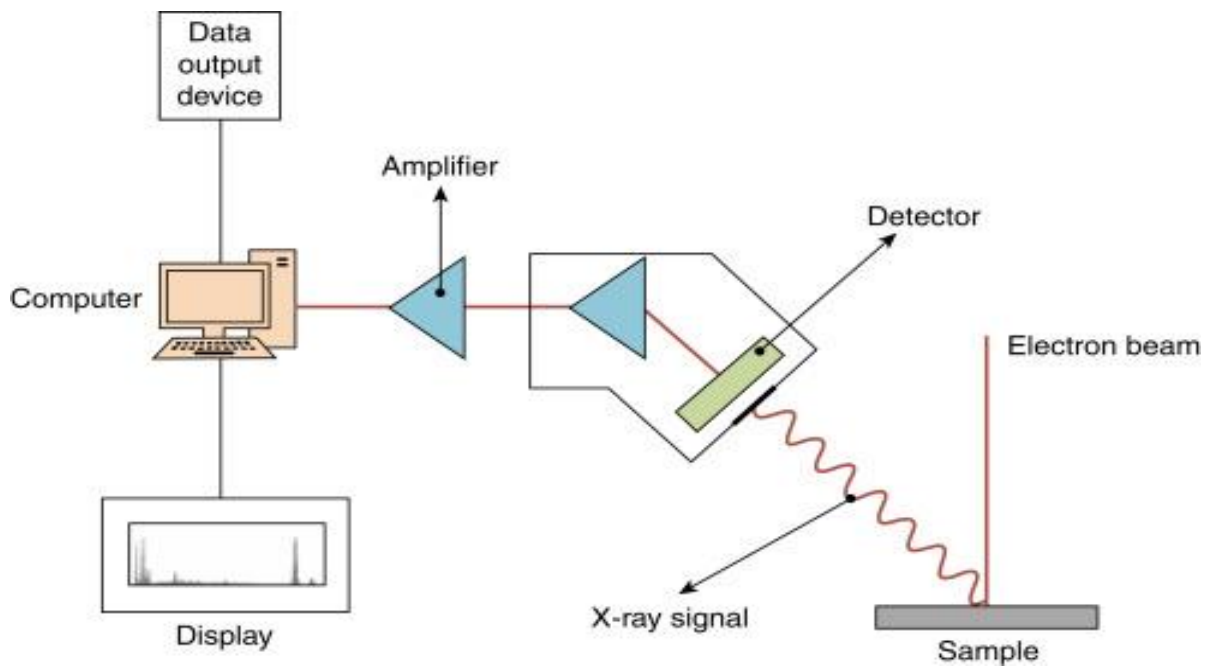 Data
output
device
Amplifier
Detector
Computer
Electron beam
X-ray signal
Display
Sample